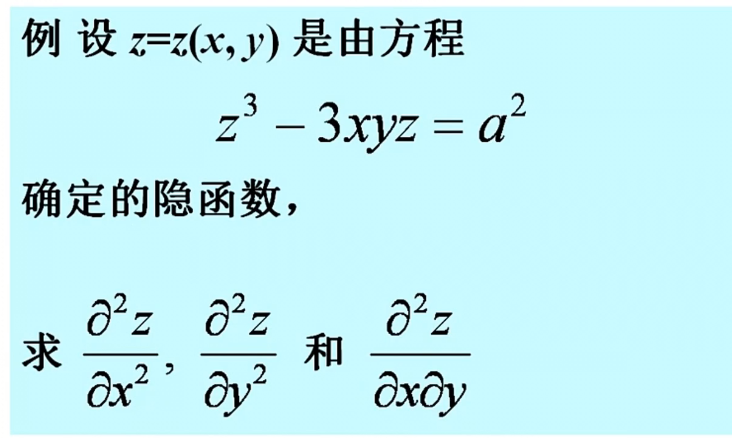 例 设 z=z(x, y) 是由方程
z³ − 3xyz = a²
确定的隐函数，
求 ∂²z/∂x², ∂²z/∂y² 和 ∂²z/∂x∂y